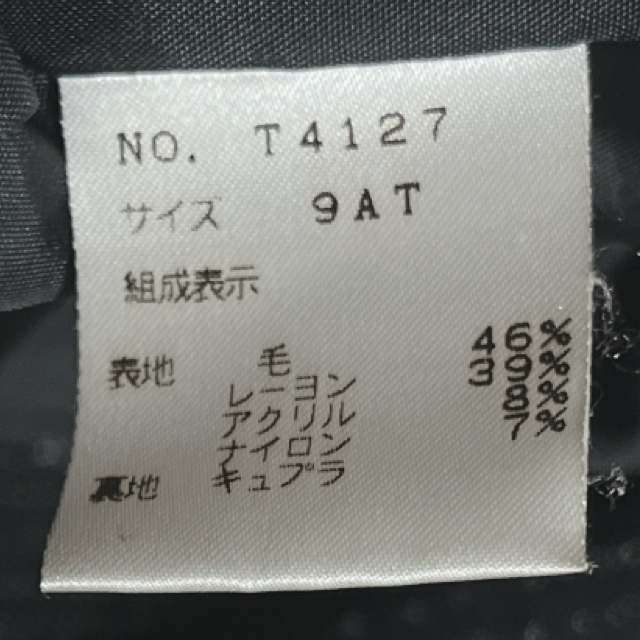 NO. T4127
サイズ 9AT
組成表示
表地 毛 46%
レーヨン 39%
アクリル 8%
ナイロン 7%
裏地 キュプラ